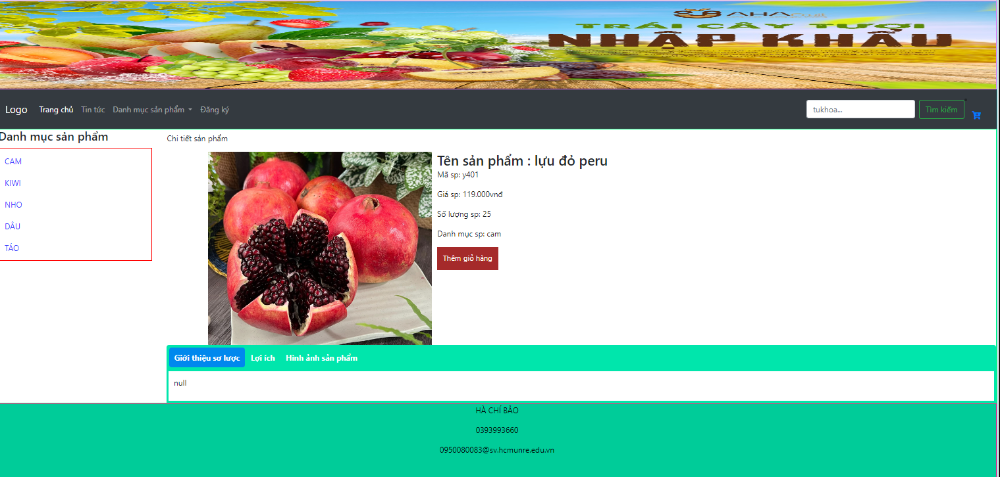 AHA Fruit
TRÁI CÂY TƯƠI
NHẬP KHẨU
Logo Trang chủ Tin tức Danh mục sản phẩm Đăng ký tukhoa... Tìm kiếm
Danh mục sản phẩm
CAM
KIWI
NHO
DÂU
TÁO
Chi tiết sản phẩm
Tên sản phẩm : lựu đỏ peru
Mã sp: y401
Giá sp: 119.000vnđ
Số lượng sp: 25
Danh mục sp: cam
Thêm giỏ hàng
Giới thiệu sơ lược Lợi ích Hình ảnh sản phẩm
null
HÀ CHÍ BẢO
0393993660
0950080083@sv.hcmunre.edu.vn